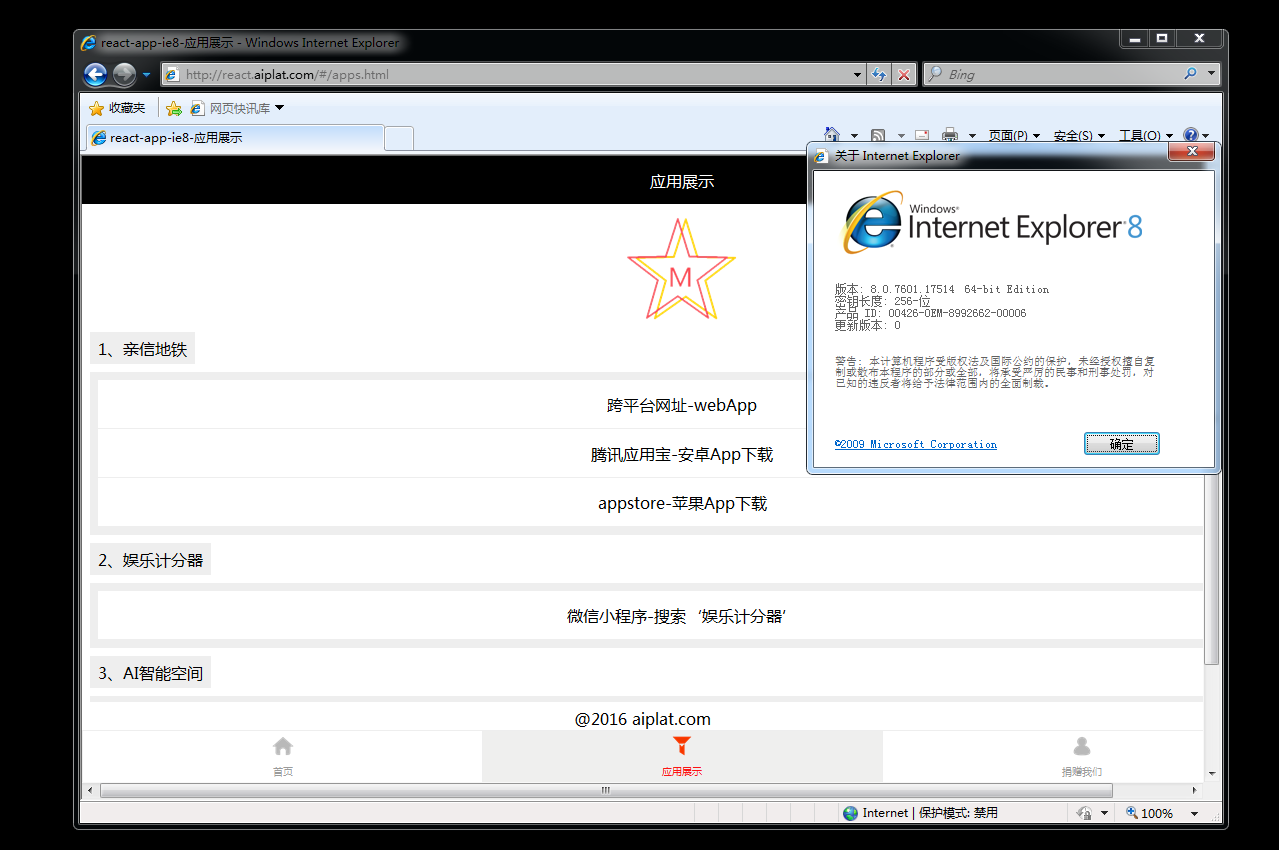 react-app-ie8-应用展示 - Windows Internet Explorer
http://react.aiplat.com/#/apps.html
Bing
收藏夹
网页快讯库
react-app-ie8-应用展示
页面(P)
安全(S)
工具(O)
应用展示
M
1、亲信地铁
跨平台网址-webApp
腾讯应用宝-安卓App下载
appstore-苹果App下载
2、娱乐计分器
微信小程序-搜索‘娱乐计分器’
3、AI智能空间
@2016 aiplat.com
首页
应用展示
捐赠我们
关于 Internet Explorer
Windows®
Internet Explorer 8
版本: 8.0.7601.17514 64-bit Edition
密钥长度: 256-位
产品 ID: 00426-OEM-8992662-00006
更新版本: 0
警告: 本计算机程序受版权法及国际公约的保护，未经授权擅自复
制或散布本程序的部分或全部，将承受严厉的民事和刑事处罚，对
已知的违反者将给予法律范围内的全面制裁。
©2009 Microsoft Corporation
确定
Internet | 保护模式: 禁用
100%